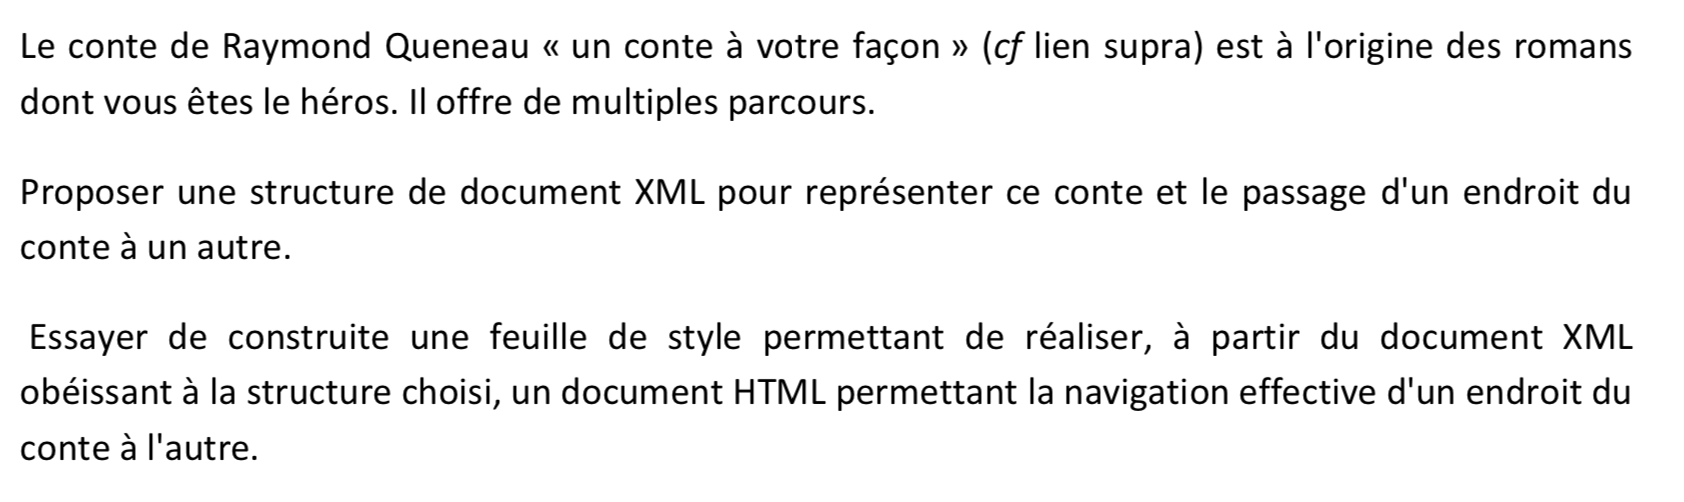 Le conte de Raymond Queneau « un conte à votre façon » (cf lien supra) est à l'origine des romans
dont vous êtes le héros. Il offre de multiples parcours.
Proposer une structure de document XML pour représenter ce conte et le passage d'un endroit du
conte à un autre.
Essayer de construite une feuille de style permettant de réaliser, à partir du document XML
obéissant à la structure choisi, un document HTML permettant la navigation effective d'un endroit du
conte à l'autre.